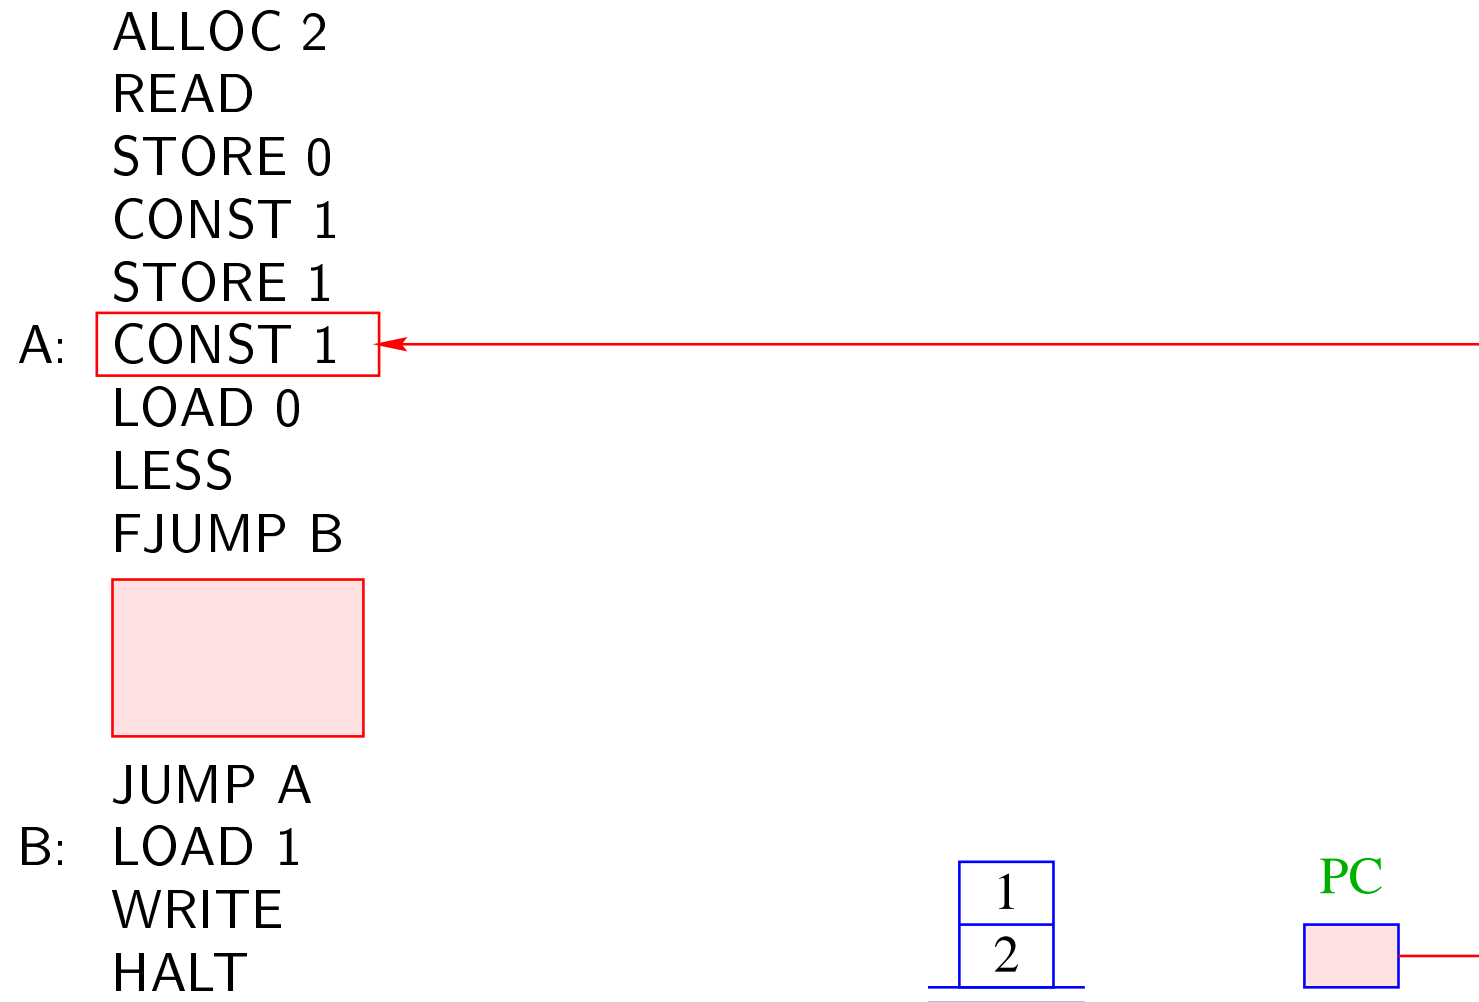 ALLOC 2
READ
STORE 0
CONST 1
STORE 1
A: CONST 1
LOAD 0
LESS
FJUMP B
JUMP A
B: LOAD 1
WRITE
HALT
1
2
PC